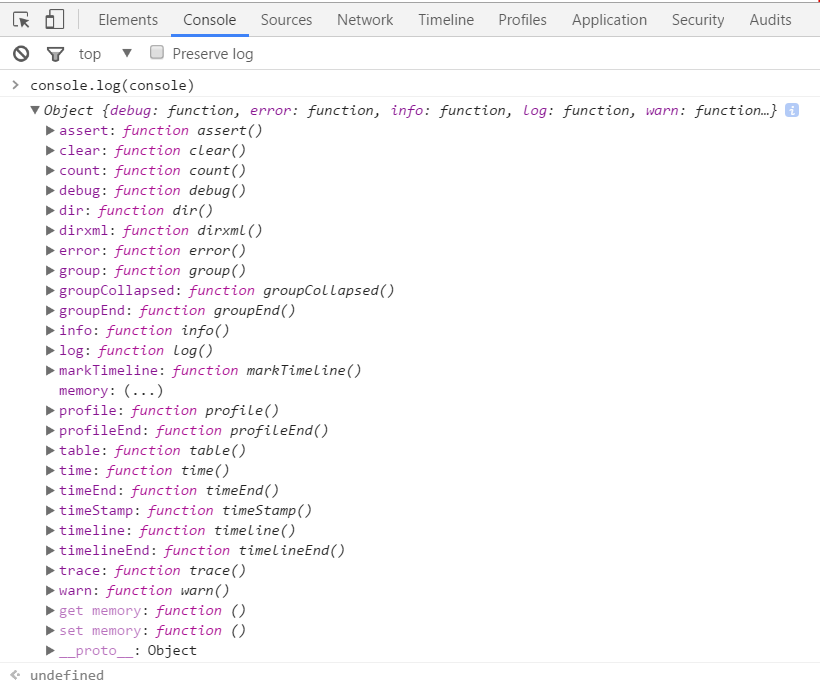 Elements Console Sources Network Timeline Profiles Application Security Audits
top Preserve log
console.log(console)
Object {debug: function, error: function, info: function, log: function, warn: function…} i
assert: function assert()
clear: function clear()
count: function count()
debug: function debug()
dir: function dir()
dirxml: function dirxml()
error: function error()
group: function group()
groupCollapsed: function groupCollapsed()
groupEnd: function groupEnd()
info: function info()
log: function log()
markTimeline: function markTimeline()
memory: (...)
profile: function profile()
profileEnd: function profileEnd()
table: function table()
time: function time()
timeEnd: function timeEnd()
timeStamp: function timeStamp()
timeline: function timeline()
timelineEnd: function timelineEnd()
trace: function trace()
warn: function warn()
get memory: function ()
set memory: function ()
__proto__: Object
undefined